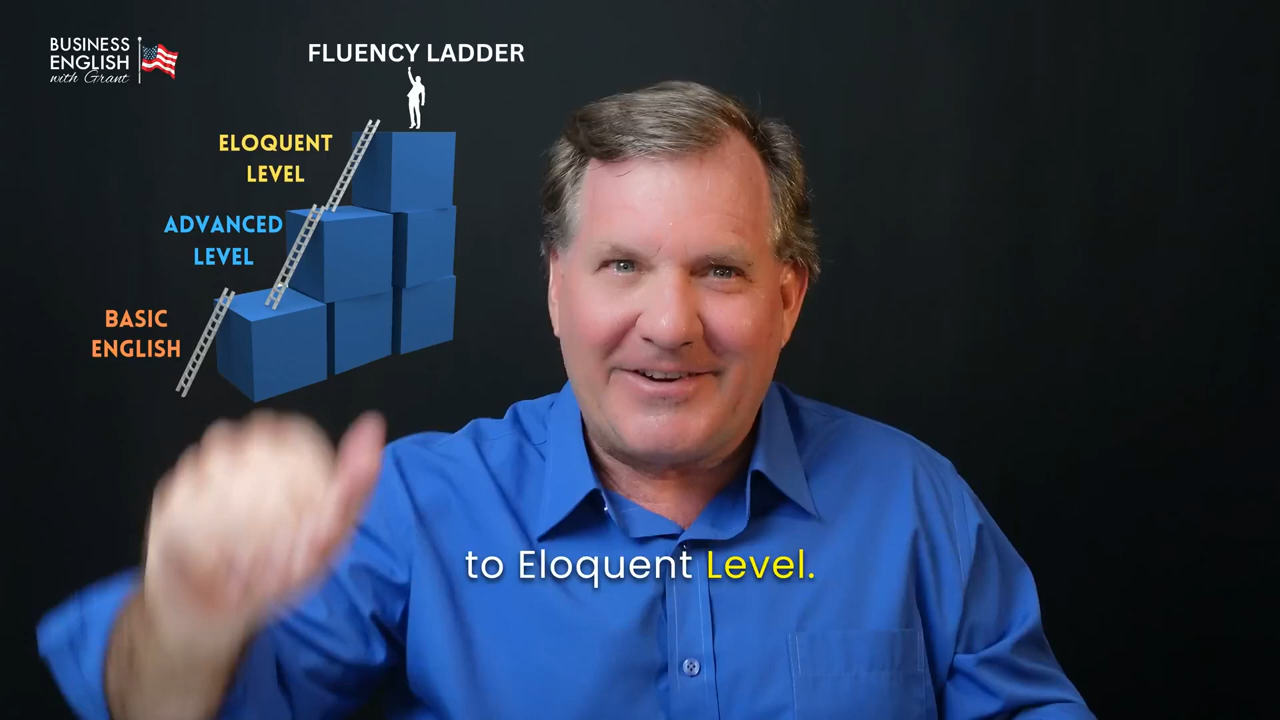 BUSINESS
ENGLISH
with Grant
FLUENCY LADDER
ELOQUENT
LEVEL
ADVANCED
LEVEL
BASIC
ENGLISH
to Eloquent Level.